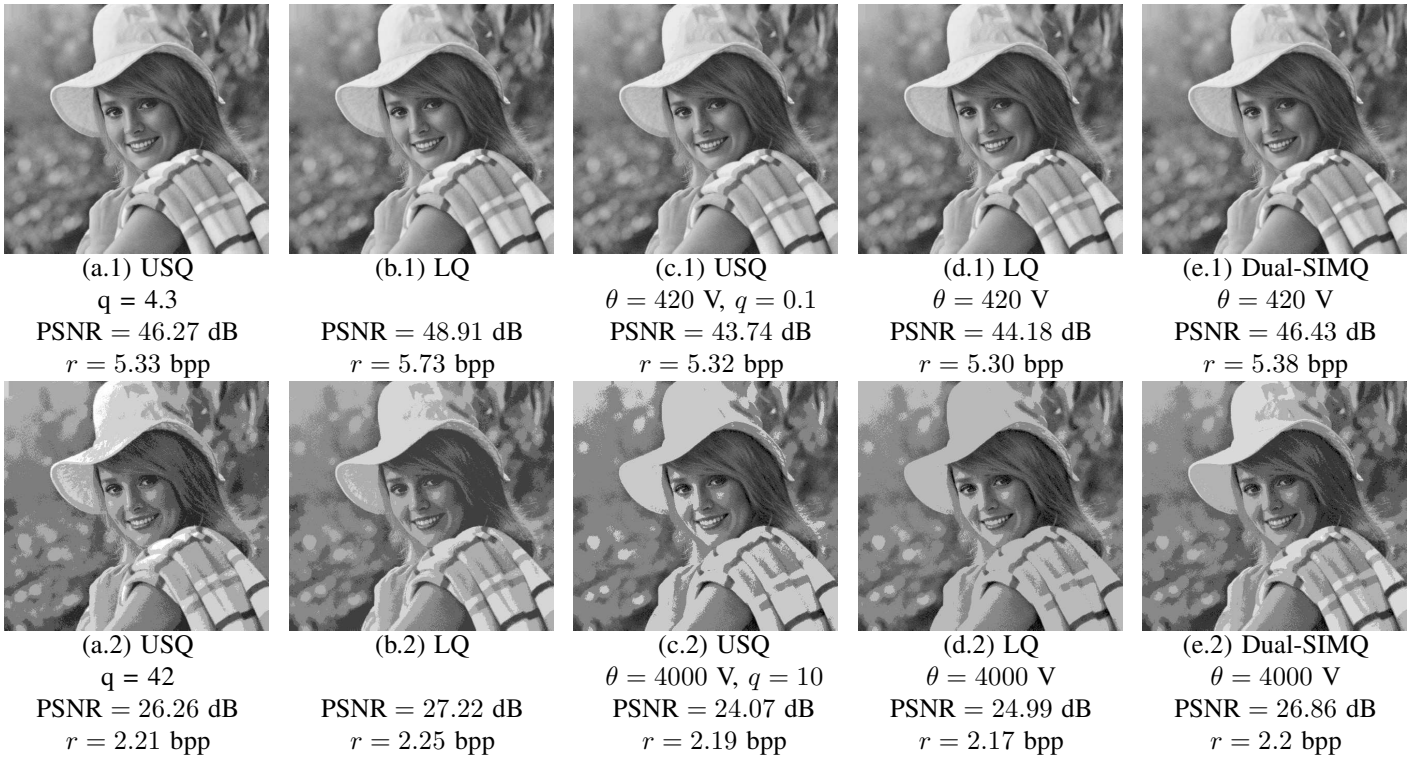 (a.1) USQ (b.1) LQ (c.1) USQ (d.1) LQ (e.1) Dual-SIMQ
q = 4.3 θ = 420 V, q = 0.1 θ = 420 V θ = 420 V
PSNR = 46.27 dB PSNR = 48.91 dB PSNR = 43.74 dB PSNR = 44.18 dB PSNR = 46.43 dB
r = 5.33 bpp r = 5.73 bpp r = 5.32 bpp r = 5.30 bpp r = 5.38 bpp
(a.2) USQ (b.2) LQ (c.2) USQ (d.2) LQ (e.2) Dual-SIMQ
q = 42 θ = 4000 V, q = 10 θ = 4000 V θ = 4000 V
PSNR = 26.26 dB PSNR = 27.22 dB PSNR = 24.07 dB PSNR = 24.99 dB PSNR = 26.86 dB
r = 2.21 bpp r = 2.25 bpp r = 2.19 bpp r = 2.17 bpp r = 2.2 bpp